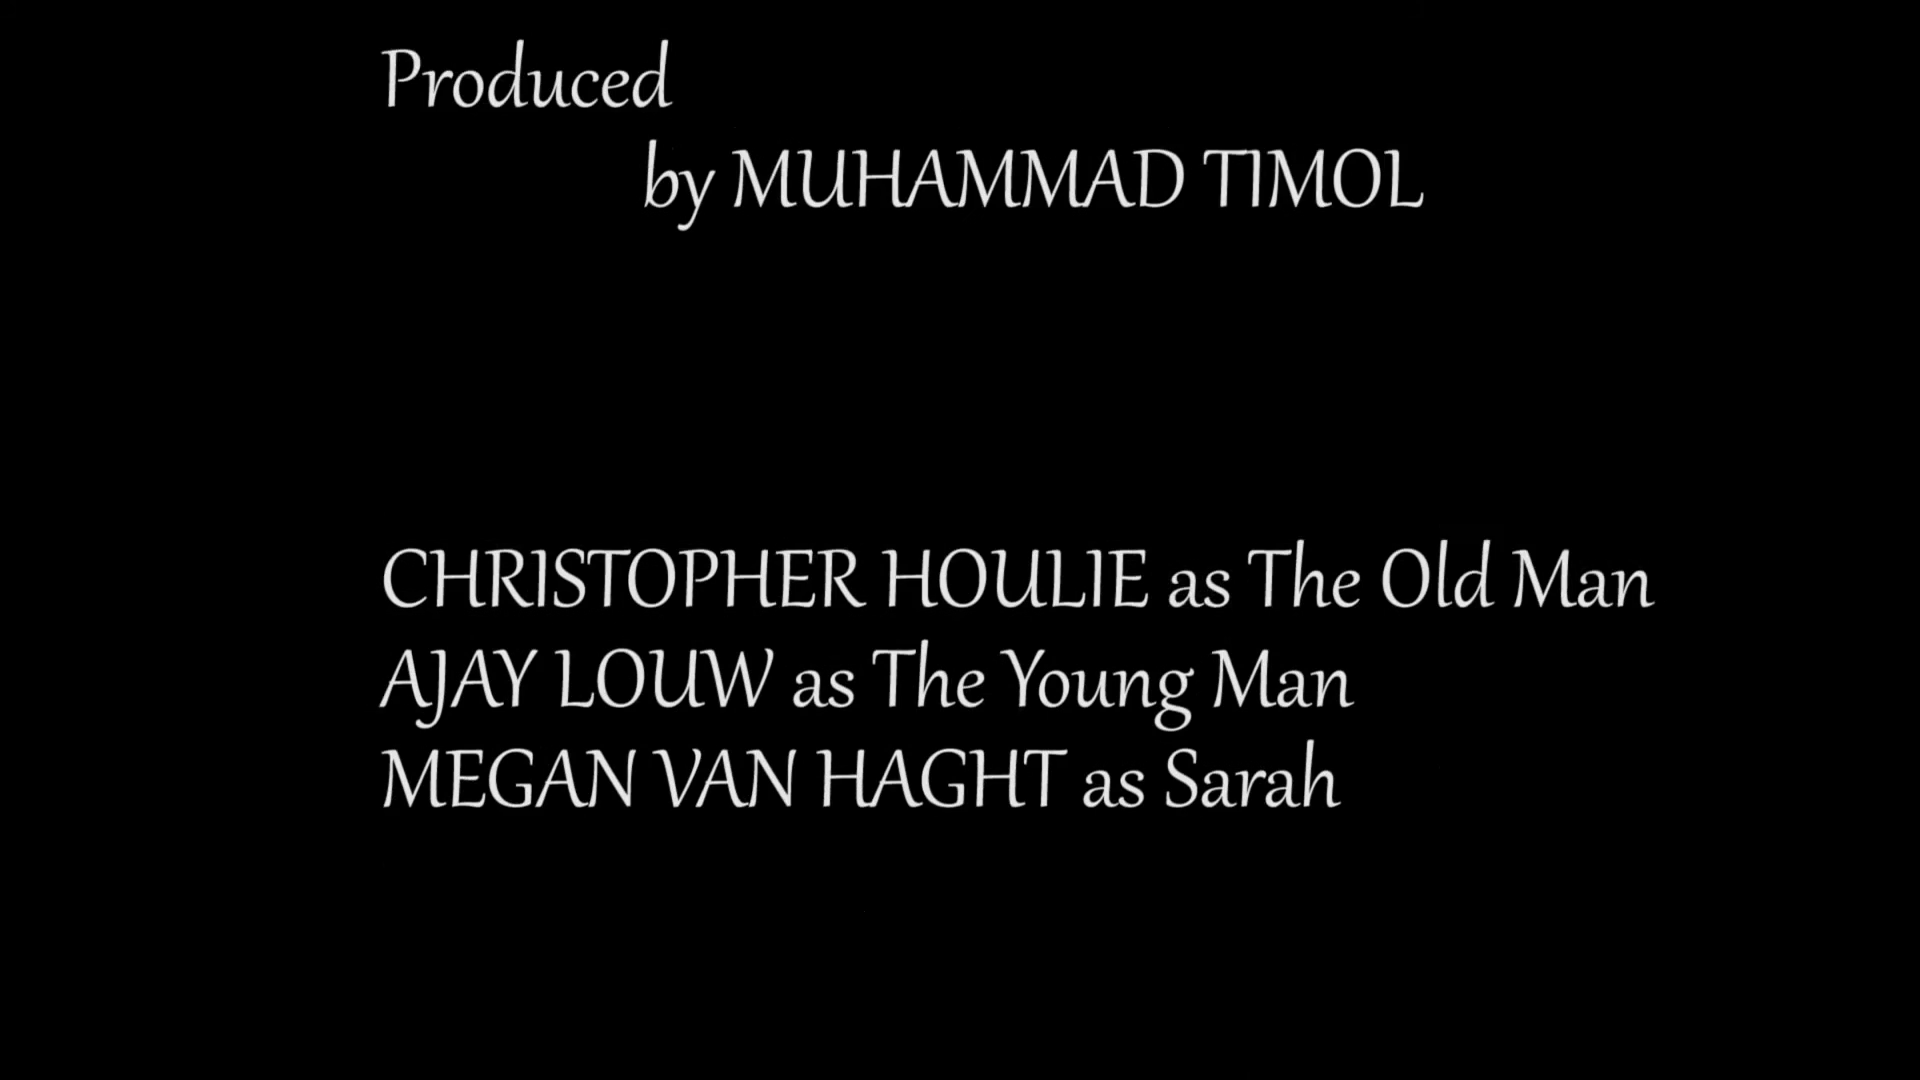 Produced
by MUHAMMAD TIMOL
CHRISTOPHER HOULIE as The Old Man
AJAY LOUW as The Young Man
MEGAN VAN HAGHT as Sarah